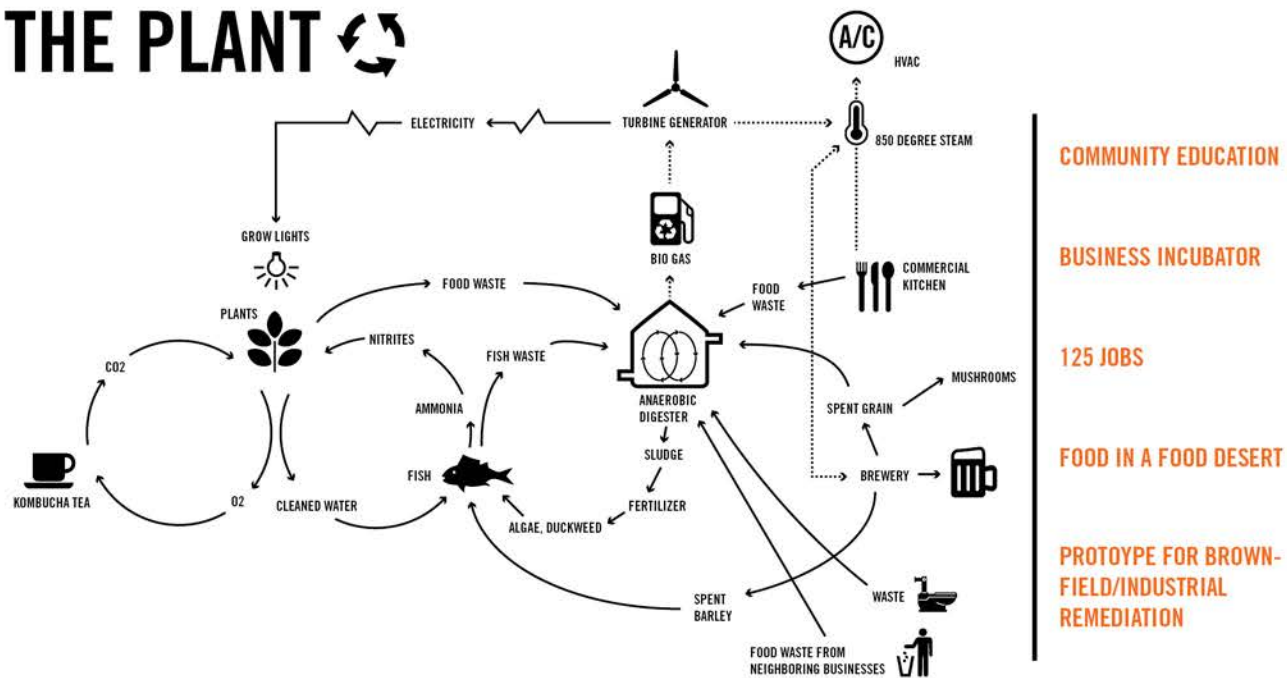 THE PLANT
A/C
HVAC
ELECTRICITY
TURBINE GENERATOR
850 DEGREE STEAM
COMMUNITY EDUCATION
GROW LIGHTS
BIO GAS
BUSINESS INCUBATOR
FOOD WASTE
FOOD
WASTE
COMMERCIAL
KITCHEN
PLANTS
NITRITES
FISH WASTE
CO2
125 JOBS
MUSHROOMS
AMMONIA
ANAEROBIC
DIGESTER
SPENT GRAIN
SLUDGE
FISH
BREWERY
FOOD IN A FOOD DESERT
KOMBUCHA TEA
O2
CLEANED WATER
FERTILIZER
ALGAE, DUCKWEED
PROTOYPE FOR BROWN-
FIELD/INDUSTRIAL
REMEDIATION
SPENT
BARLEY
WASTE
FOOD WASTE FROM
NEIGHBORING BUSINESSES